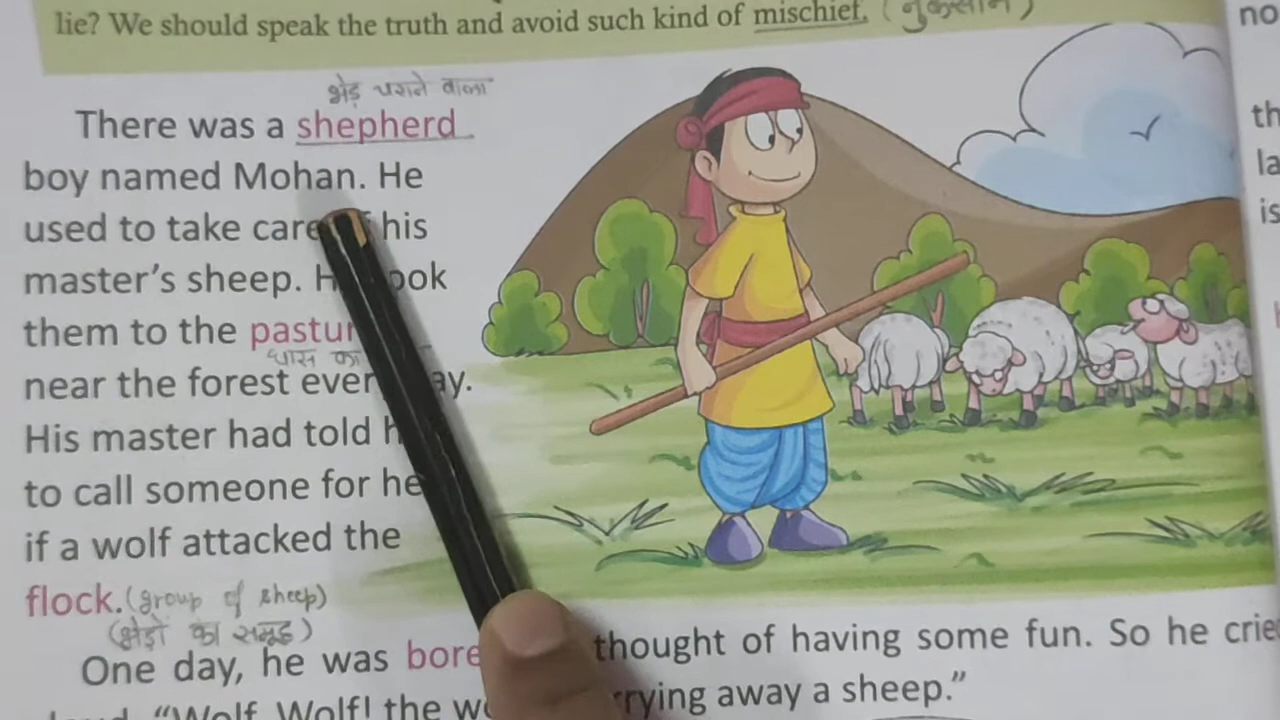 lie? We should speak the truth and avoid such kind of mischief. (नुकसान)
no
भेड़ चराने वाला
There was a shepherd
boy named Mohan. He
used to take care his
master's sheep. ook
them to the pastur
घास का
near the forest ever ay.
His master had told h
to call someone for he
if a wolf attacked the
flock. (group of sheep)
(भेड़ों का समूह)
One day, he was bore thought of having some fun. So he crie
"Wolf, Wolf! the w rrying away a sheep."
th
la
is